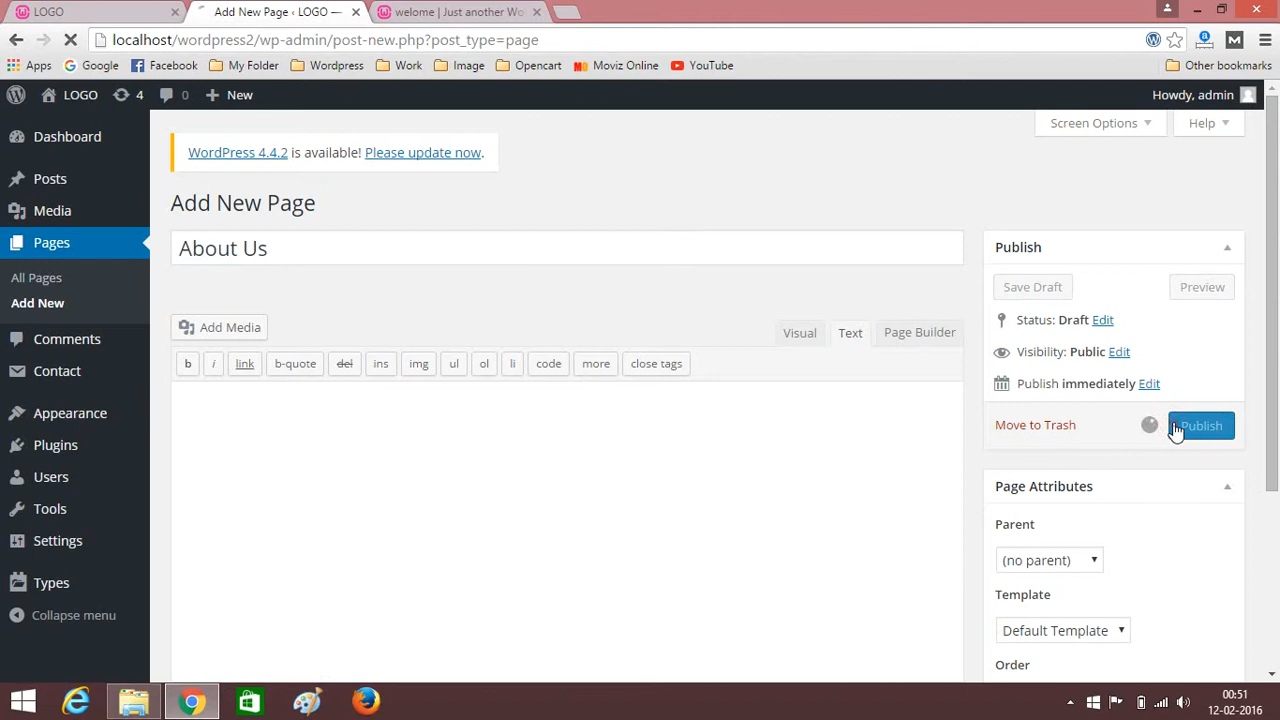 LOGO
Add New Page ‹ LOGO —
welome | Just another Wo
localhost/wordpress2/wp-admin/post-new.php?post_type=page
Apps Google Facebook My Folder Wordpress Work Image Opencart Moviz Online YouTube Other bookmarks
LOGO 4 0 New Howdy, admin
Dashboard
Posts
Media
Pages
All Pages
Add New
Comments
Contact
Appearance
Plugins
Users
Tools
Settings
Types
Collapse menu
Screen Options Help
WordPress 4.4.2 is available! Please update now.
Add New Page
About Us
Add Media
Visual Text Page Builder
b i link b-quote del ins img ul ol li code more close tags
Publish
Save Draft Preview
Status: Draft Edit
Visibility: Public Edit
Publish immediately Edit
Move to Trash Publish
Page Attributes
Parent
(no parent)
Template
Default Template
Order
00:51
12-02-2016